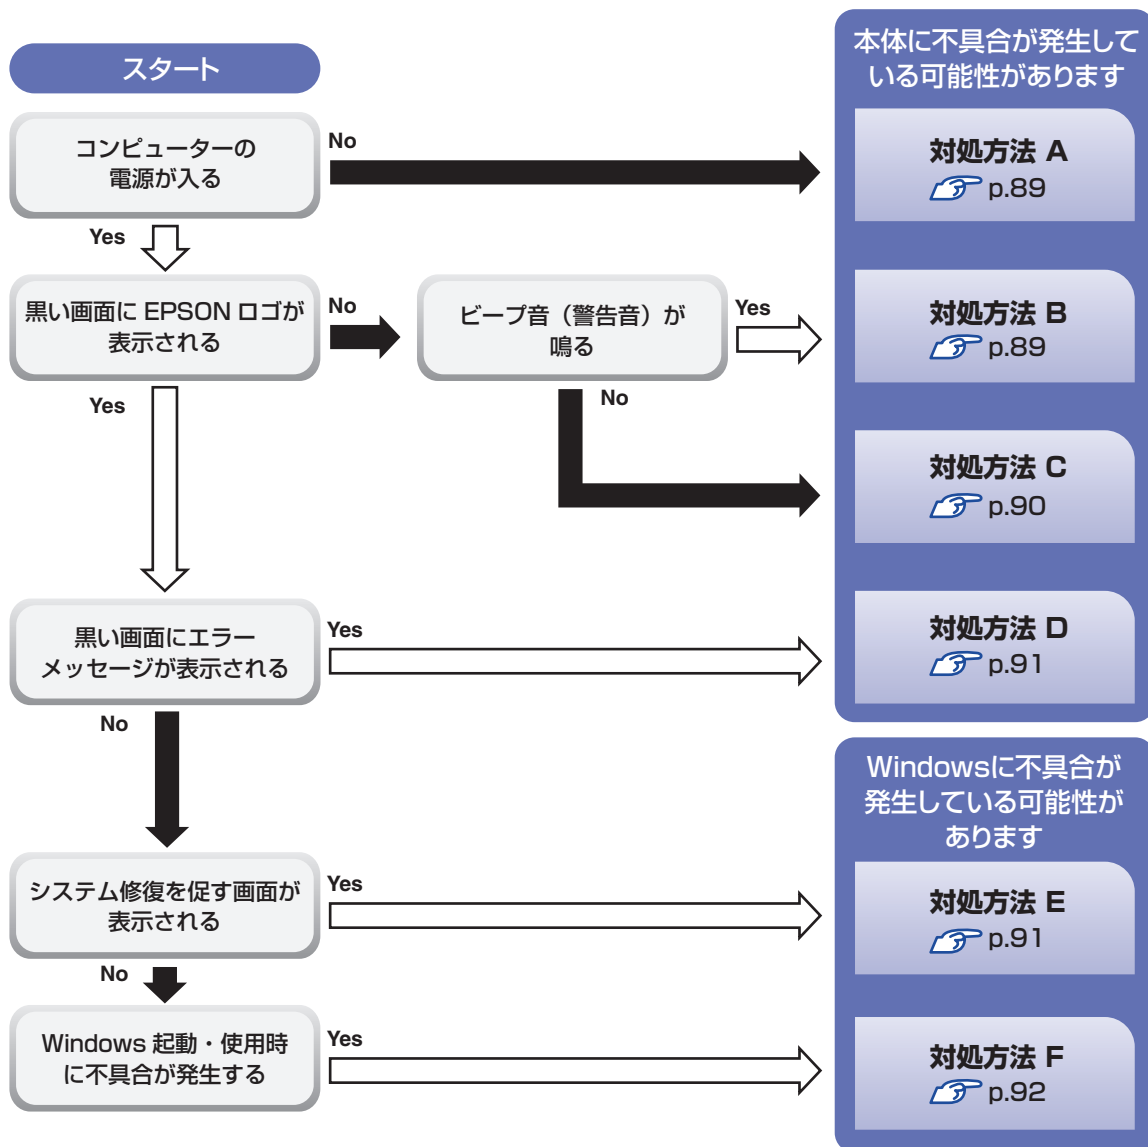 スタート
コンピューターの
電源が入る
No
Yes
黒い画面に EPSON ロゴが
表示される
No
ビープ音（警告音）が
鳴る
Yes
No
Yes
黒い画面にエラー
メッセージが表示される
Yes
No
システム修復を促す画面が
表示される
Yes
No
Windows 起動・使用時
に不具合が発生する
Yes
本体に不具合が発生して
いる可能性があります
対処方法 A
p.89
対処方法 B
p.89
対処方法 C
p.90
対処方法 D
p.91
Windowsに不具合が
発生している可能性が
あります
対処方法 E
p.91
対処方法 F
p.92